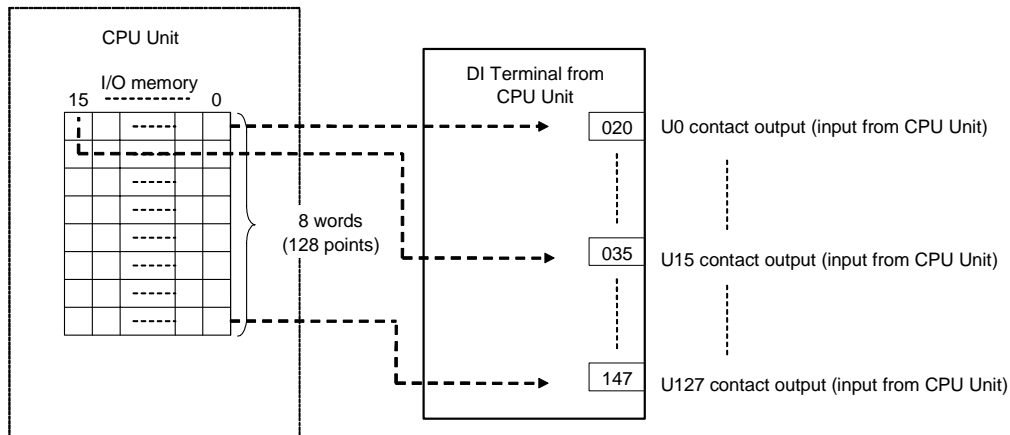 CPU Unit
I/O memory
15 0
8 words
(128 points)
DI Terminal from
CPU Unit
020 U0 contact output (input from CPU Unit)
035 U15 contact output (input from CPU Unit)
147 U127 contact output (input from CPU Unit)